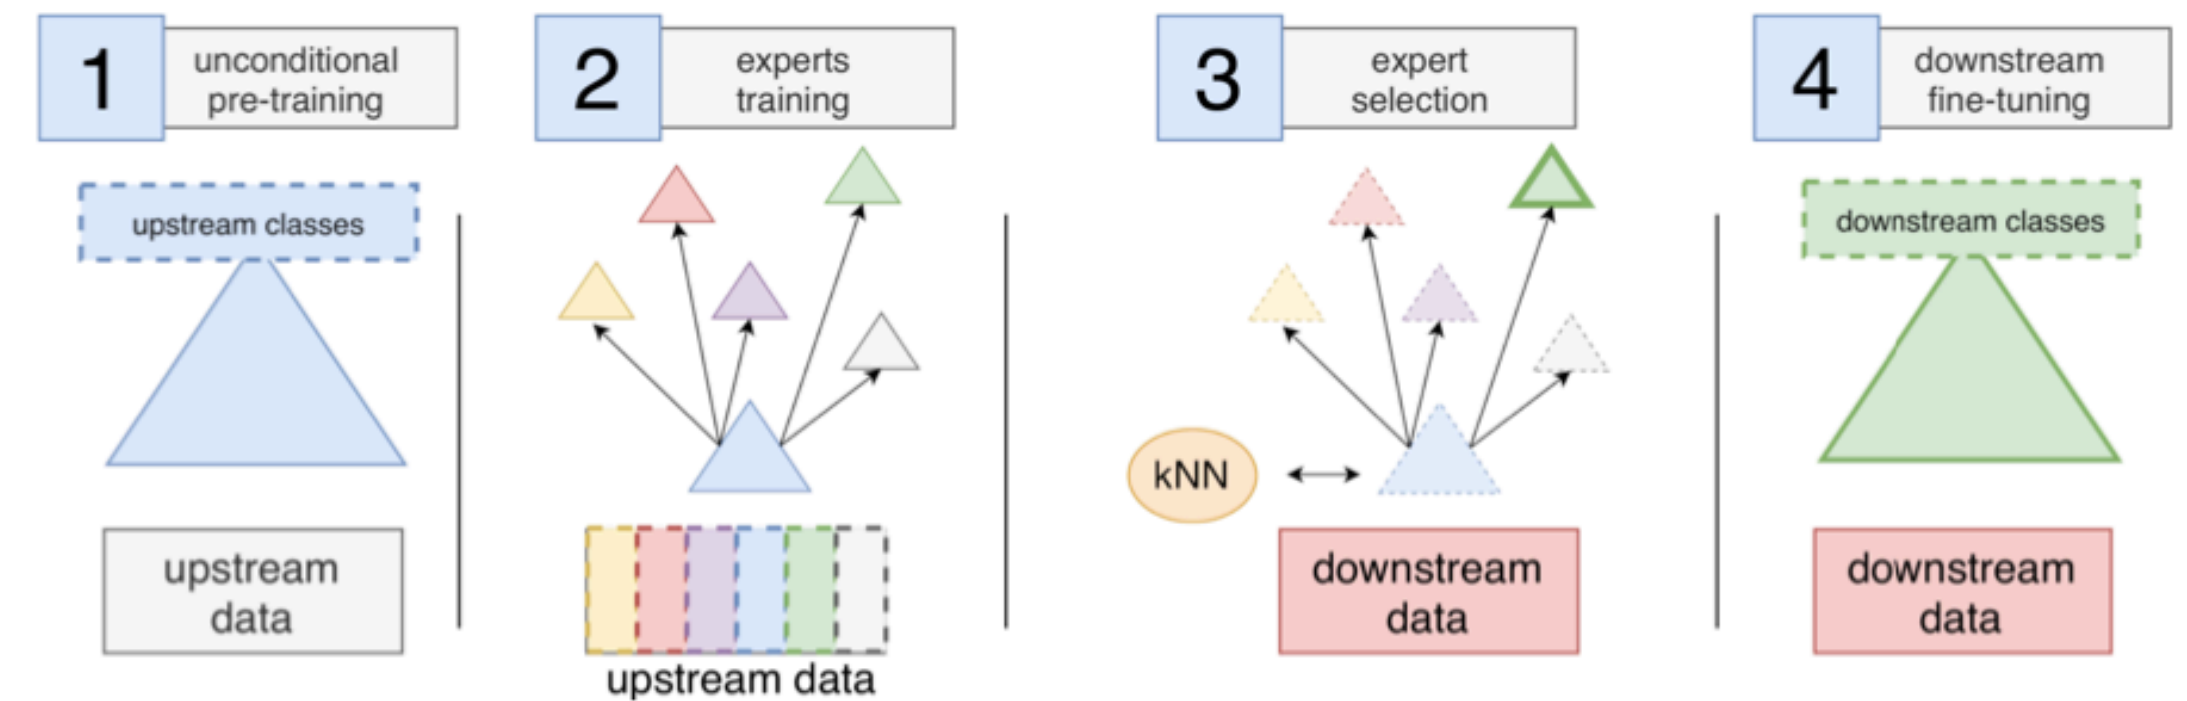 1
unconditional
pre-training
upstream classes
upstream
data
2
experts
training
upstream data
3
expert
selection
kNN
downstream
data
4
downstream
fine-tuning
downstream classes
downstream
data